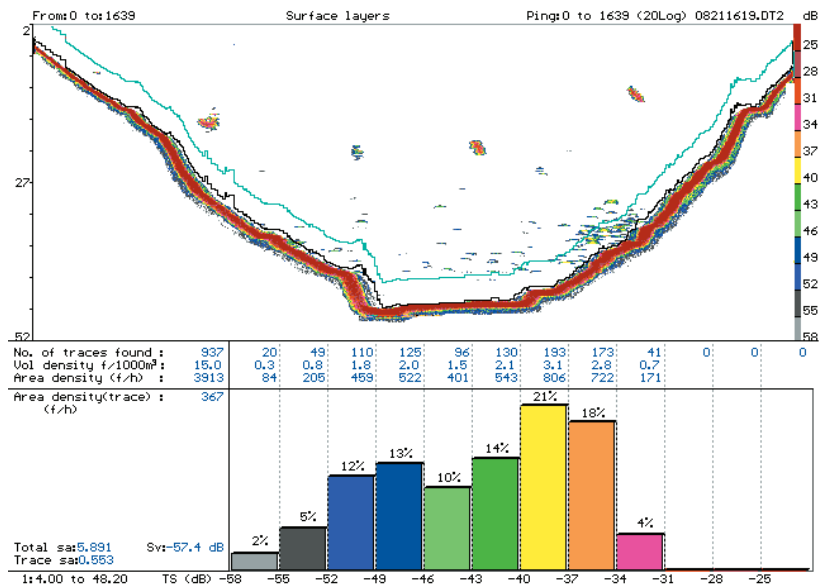 From:0 to:1639 Surface layers Ping:0 to 1639 (20Log) 08211619.DT2 dB
2
25
28
31
34
37
27
40
43
46
49
52
55
52
58
No. of traces found : 937 20 49 110 125 96 130 193 173 41 0 0 0
Vol density f/1000m³: 15.0 0.3 0.8 1.8 2.0 1.5 2.1 3.1 2.8 0.7
Area density (f/h) : 3913 84 205 459 522 401 543 806 722 171
Area density(trace) : 367
(f/h)
2% 5% 12% 13% 10% 14% 21% 18% 4%
Total sa:5.891 Sv:-57.4 dB
Trace sa:0.553
1:4.00 to 48.20 TS (dB) -58 -55 -52 -49 -46 -43 -40 -37 -34 -31 -28 -25